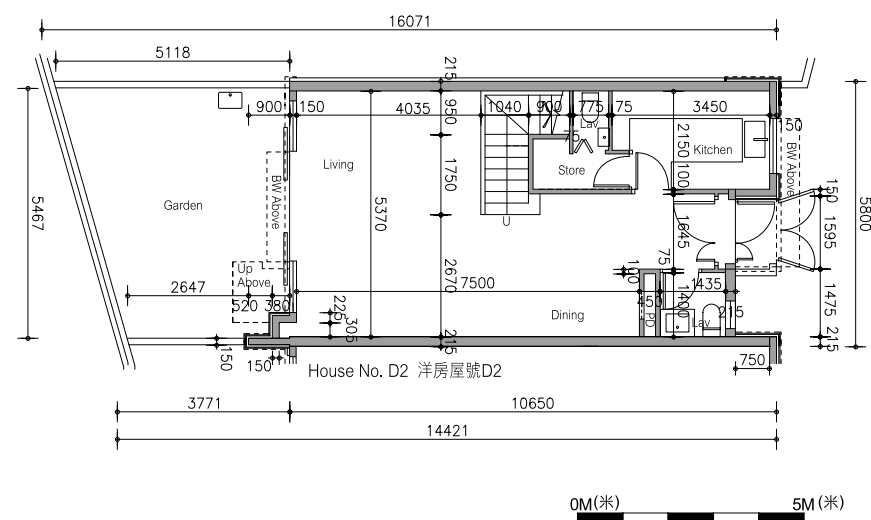 16071
5118
215
900 150 4035 1040 900 775 75 3450
950
Lav
75
2150
50
Living
Store
Kitchen
BW Above
1750
100
Garden
BW Above
5467
5370
U
150
1645
1595
5800
Up Above
2670
75
2647
520 380
7500
150
455
1435
1400
1475
225
305
Dining
PD
Lav
215
150
215
215
150
750
House No. D2 洋房屋號D2
3771
10650
14421
0M(米) 5M(米)